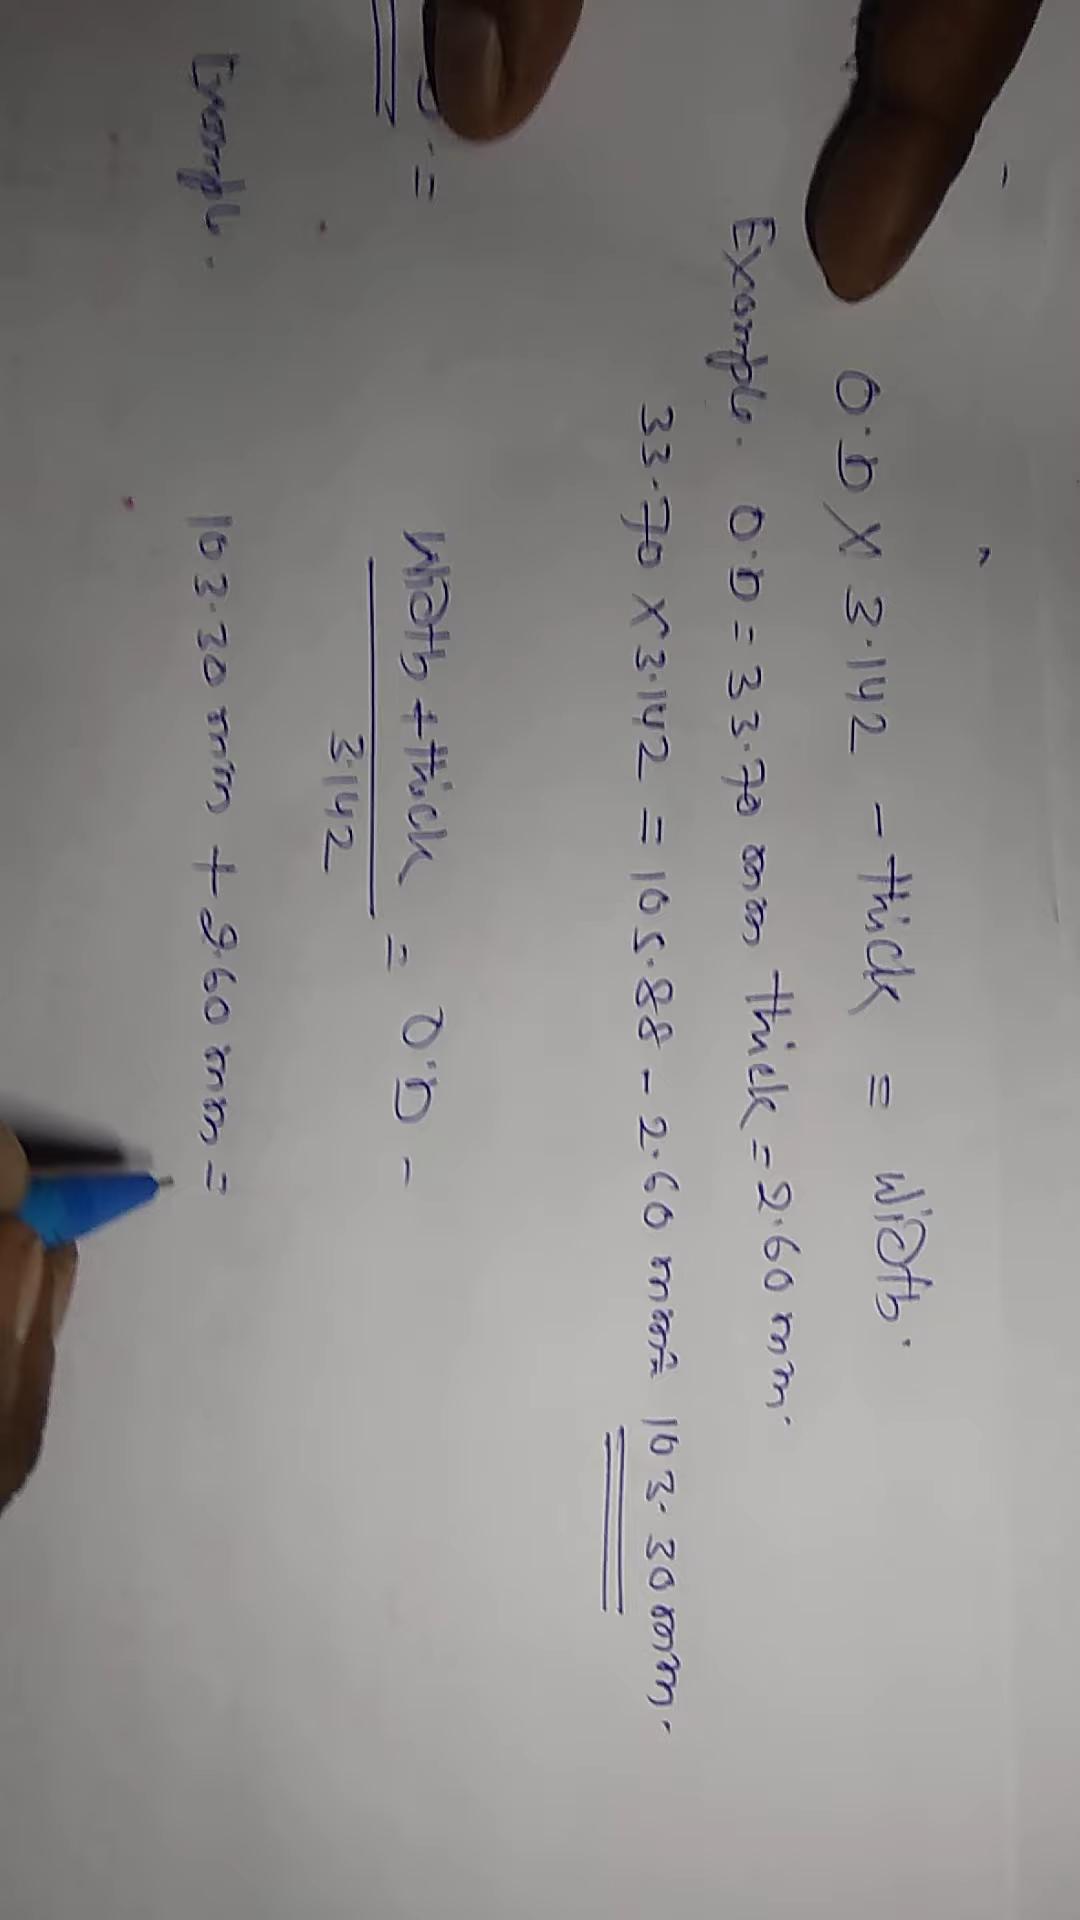 O.D X 3.142 - thick = width.
Example. O.D = 33.70 mm thick = 2.60 mm.
33.70 X 3.142 = 105.88 - 2.60 mm = 103.30 mm.
width + thick = O.D -
3.142
Example.
103.30 mm + 2.60 mm =